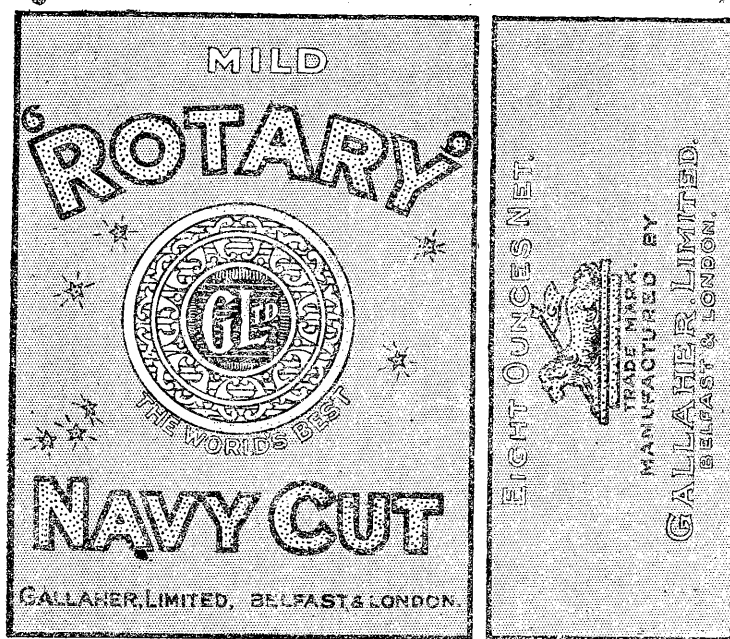 MILD
'ROTARY'
GLTD
THE WORLD'S BEST
NAVY CUT
GALLAHER, LIMITED, BELFAST & LONDON.
EIGHT OUNCES NET.
TRADE MARK.
MANUFACTURED BY
GALLAHER, LIMITED.
BELFAST & LONDON.